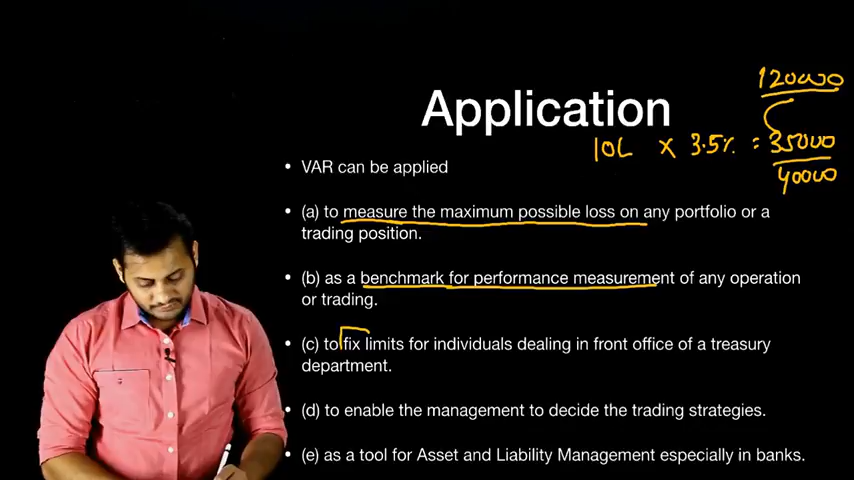 120000
Application
10L x 3.5% = 35000
40000
• VAR can be applied
• (a) to measure the maximum possible loss on any portfolio or a
trading position.
• (b) as a benchmark for performance measurement of any operation
or trading.
• (c) to fix limits for individuals dealing in front office of a treasury
department.
• (d) to enable the management to decide the trading strategies.
• (e) as a tool for Asset and Liability Management especially in banks.